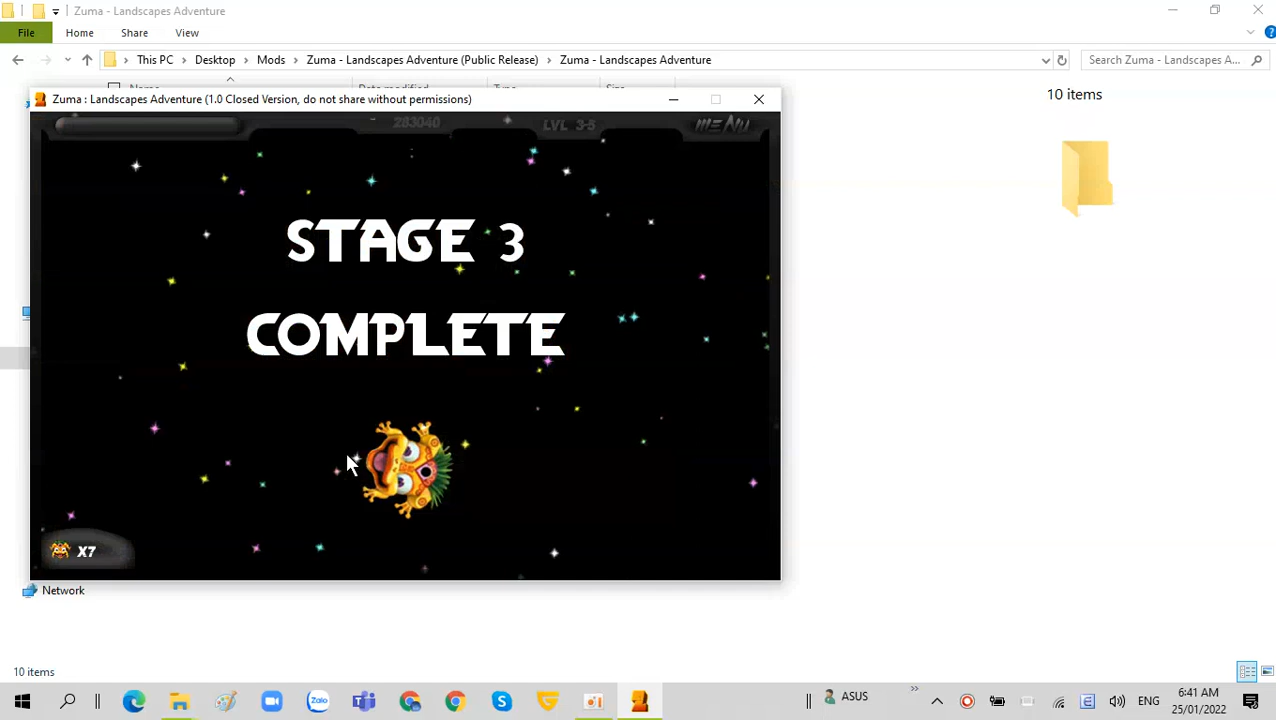 Zuma - Landscapes Adventure
File Home Share View
This PC Desktop Mods Zuma - Landscapes Adventure (Public Release) Zuma - Landscapes Adventure
Search Zuma - Landscapes A...
10 items
Zuma : Landscapes Adventure (1.0 Closed Version, do not share without permissions)
283040 LVL 3-5 MENU
STAGE 3
COMPLETE
X7
Network
10 items
Zalo
ASUS
ENG
6:41 AM
25/01/2022